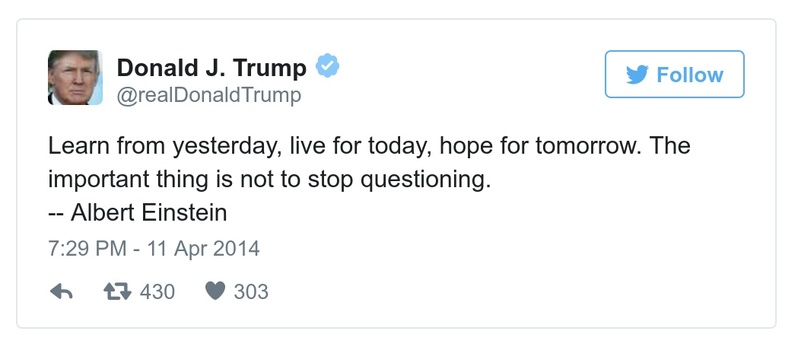 Donald J. Trump
@realDonaldTrump
Follow
Learn from yesterday, live for today, hope for tomorrow. The
important thing is not to stop questioning.
-- Albert Einstein
7:29 PM - 11 Apr 2014
430 303